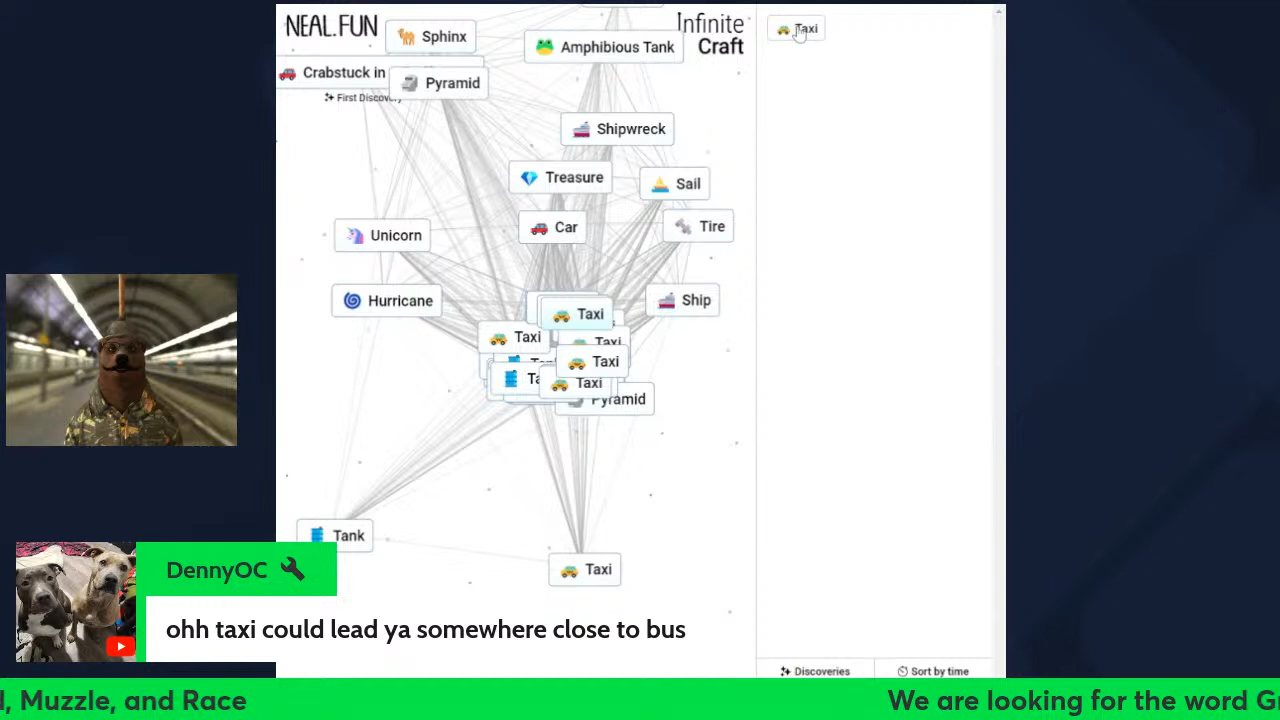 NEAL.FUN
Infinite
Craft
Sphinx
Amphibious Tank
Crabstuck in
Pyramid
First Discovery
Shipwreck
Treasure
Sail
Car
Tire
Unicorn
Hurricane
Ship
Taxi
Taxi
Taxi
Taxi
Taxi
Pyramid
Tank
Taxi
Taxi
Discoveries
Sort by time
DennyOC
ohh taxi could lead ya somewhere close to bus
, Muzzle, and Race
We are looking for the word